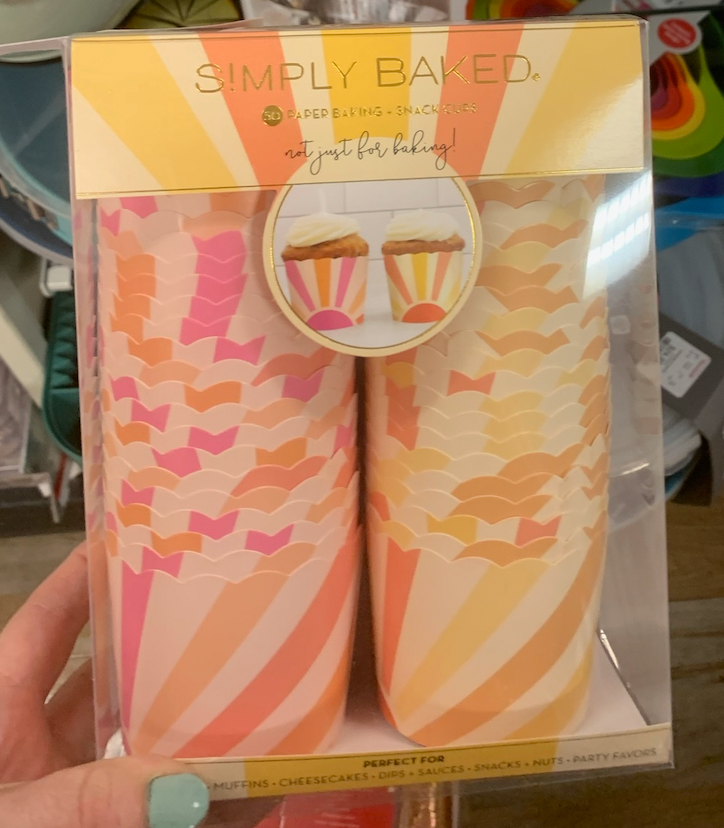 S!MPLY BAKED.
50 PAPER BAKING + SNACK CUPS
not just for baking!
PERFECT FOR
• MUFFINS • CHEESECAKES • DIPS + SAUCES • SNACKS + NUTS • PARTY FAVORS